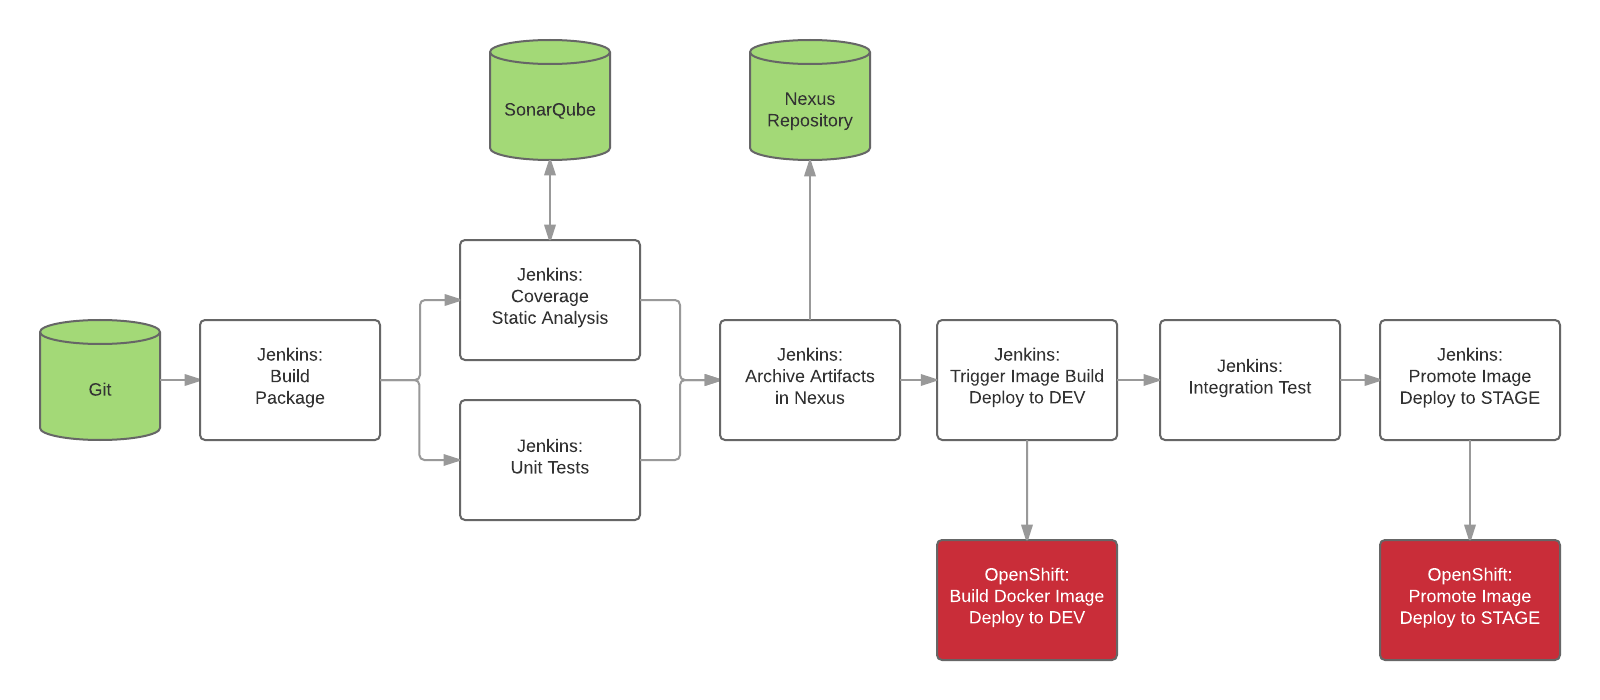 SonarQube
Nexus
Repository
Jenkins:
Coverage
Static Analysis
Git
Jenkins:
Build
Package
Jenkins:
Unit Tests
Jenkins:
Archive Artifacts
in Nexus
Jenkins:
Trigger Image Build
Deploy to DEV
Jenkins:
Integration Test
Jenkins:
Promote Image
Deploy to STAGE
OpenShift:
Build Docker Image
Deploy to DEV
OpenShift:
Promote Image
Deploy to STAGE